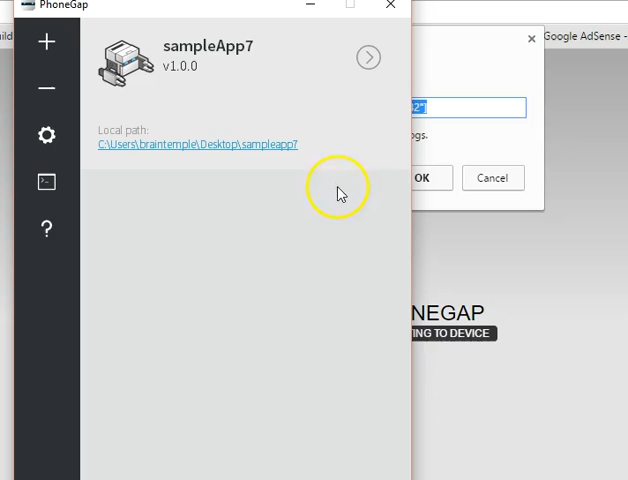 PhoneGap
sampleApp7
v1.0.0
Local path:
C:\Users\braintemple\Desktop\sampleapp7
?
Google AdSense -
2"]
ogs.
OK
Cancel
NEGAP
ING TO DEVICE